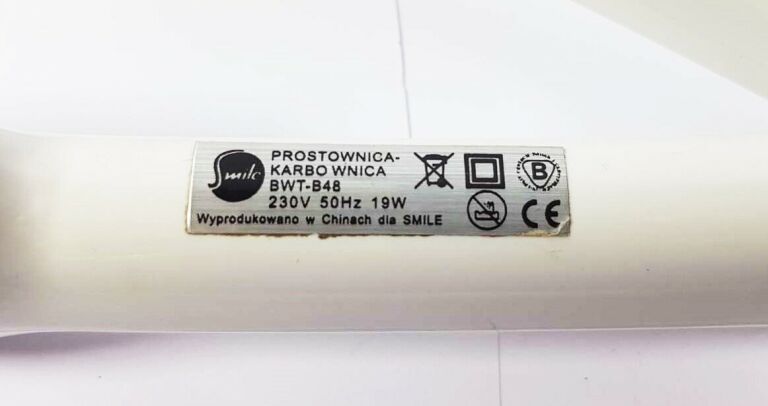 Smile
PROSTOWNICA-
KARBO WNICA
BWT-B48
230V 50Hz 19W
Wyprodukowano w Chinach dla SMILE
B
CE